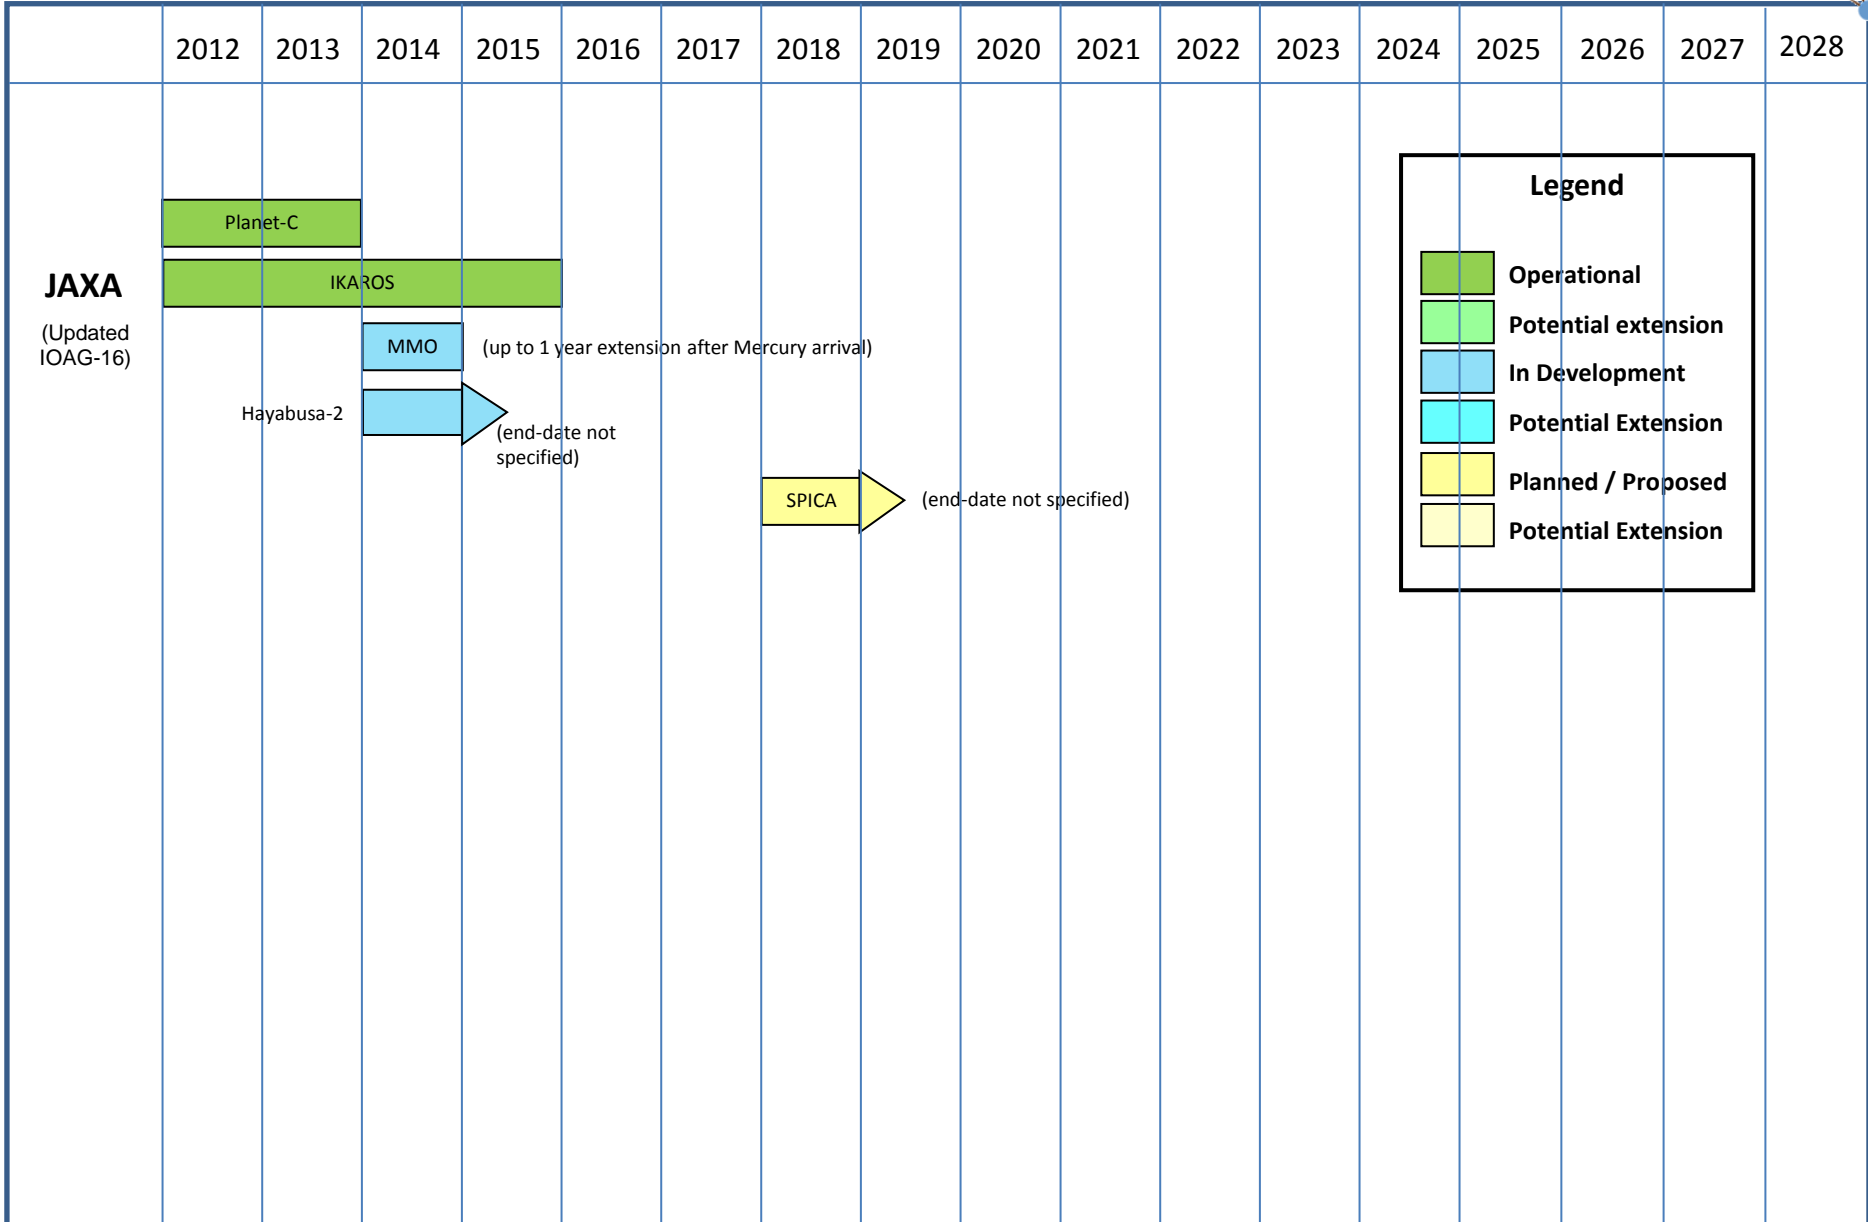 2012 2013 2014 2015 2016 2017 2018 2019 2020 2021 2022 2023 2024 2025 2026 2027 2028
Planet-C
JAXA
(Updated
IOAG-16)
IKAROS
MMO (up to 1 year extension after Mercury arrival)
Hayabusa-2
(end-date not
specified)
SPICA (end-date not specified)
Legend
Operational
Potential extension
In Development
Potential Extension
Planned / Proposed
Potential Extension